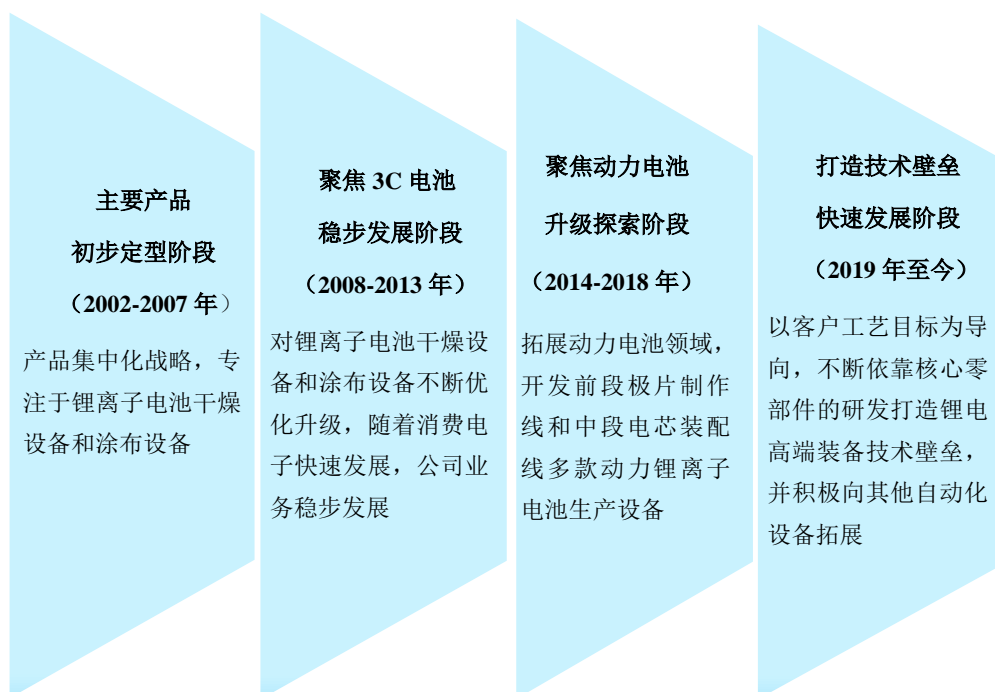 主要产品
初步定型阶段
（2002-2007 年）
产品集中化战略，专
注于锂离子电池干燥
设备和涂布设备
聚焦 3C 电池
稳步发展阶段
（2008-2013 年）
对锂离子电池干燥设
备和涂布设备不断优
化升级，随着消费电
子快速发展，公司业
务稳步发展
聚焦动力电池
升级探索阶段
（2014-2018 年）
拓展动力电池领域，
开发前段极片制作
线和中段电芯装配
线多款动力锂离子
电池生产设备
打造技术壁垒
快速发展阶段
（2019 年至今）
以客户工艺目标为导
向，不断依靠核心零
部件的研发打造锂电
高端装备技术壁垒，
并积极向其他自动化
设备拓展